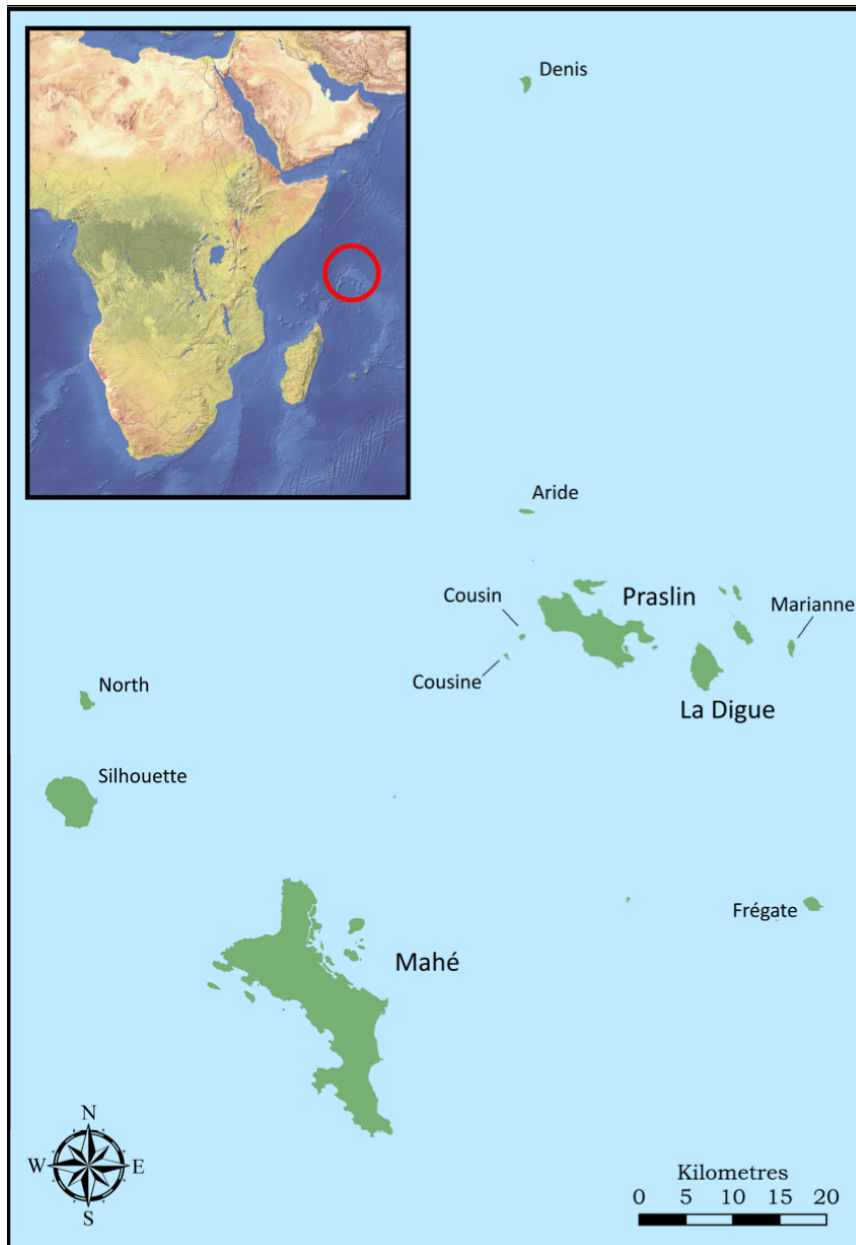 Denis
Aride
Cousin
Praslin
Marianne
Cousine
La Digue
North
Silhouette
Frégate
Mahé
N
W E
S
Kilometres
0 5 10 15 20